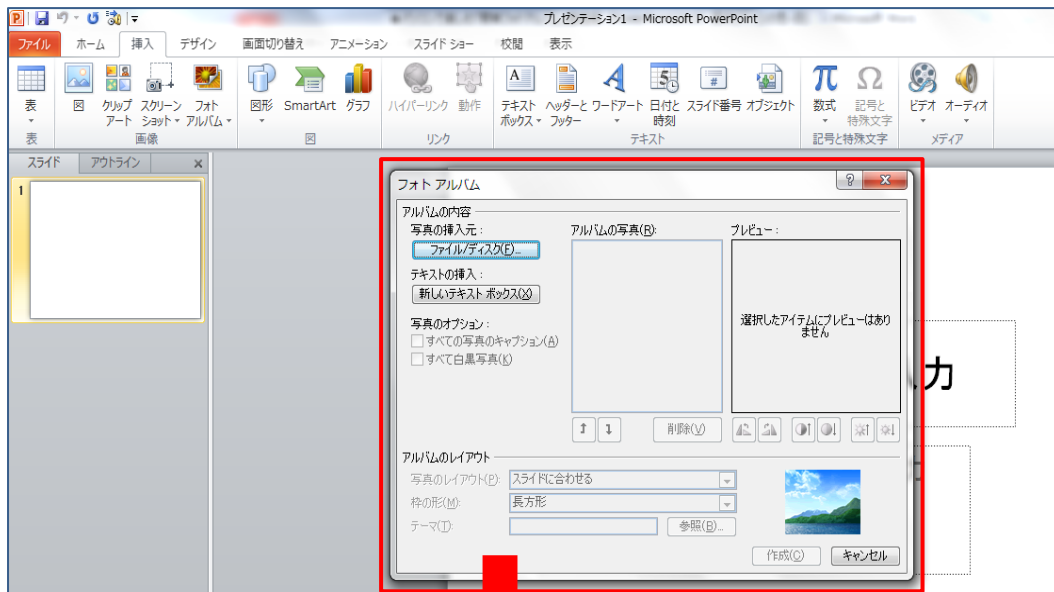 プレゼンテーション1 - Microsoft PowerPoint
ファイル ホーム 挿入 デザイン 画面切り替え アニメーション スライド ショー 校閲 表示
表 図 クリップ アート スクリーン ショット フォト アルバム 図形 SmartArt グラフ ハイパーリンク 動作 テキスト ボックス ヘッダーと フッター ワードアート 日付と 時刻 スライド番号 オブジェクト 数式 記号と 特殊文字 ビデオ オーディオ
表 画像 図 リンク テキスト 記号と特殊文字 メディア
スライド アウトライン
1
フォト アルバム
アルバムの内容
写真の挿入元: アルバムの写真(R): プレビュー:
ファイル/ディスク(F)...
テキストの挿入:
新しいテキスト ボックス(X)
写真のオプション:
すべての写真のキャプション(A)
すべて白黒写真(K)
選択したアイテムにプレビューはあり
ません
力
削除(V)
アルバムのレイアウト
写真のレイアウト(P): スライドに合わせる
枠の形(M): 長方形
テーマ(T): 参照(B)...
作成(C) キャンセル